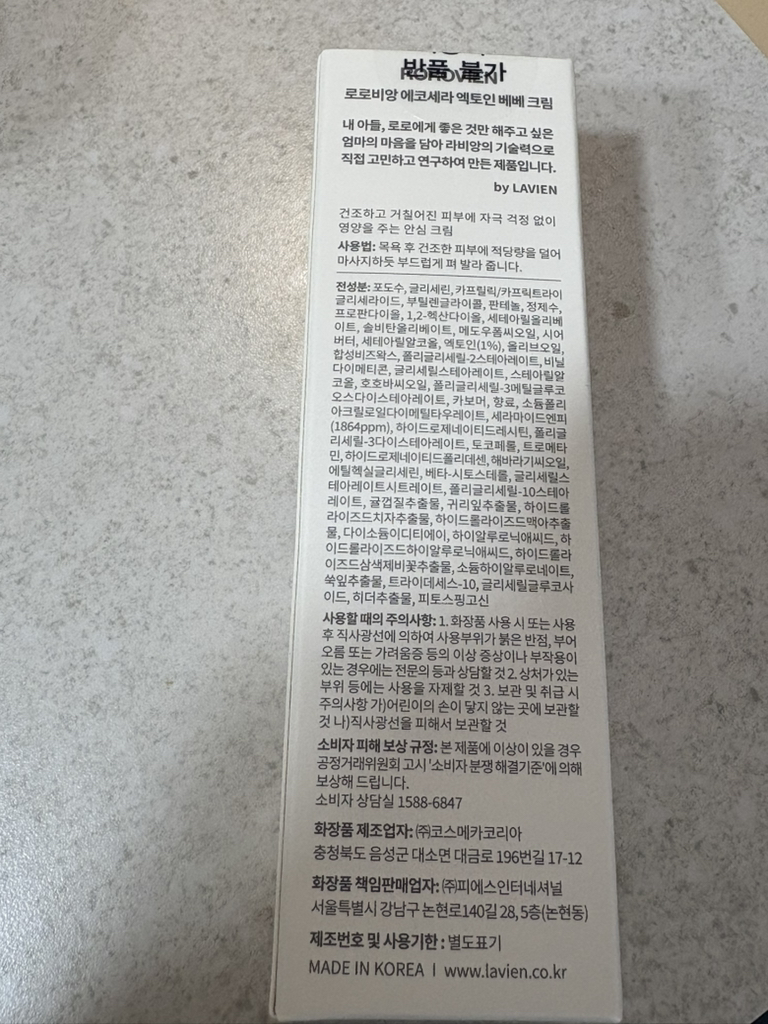 반품 불가
ROROVIEN
로로비앙 에코세라 엑토인 베베 크림
내 아들, 로로에게 좋은 것만 해주고 싶은
엄마의 마음을 담아 라비앙의 기술력으로
직접 고민하고 연구하여 만든 제품입니다.
by LAVIEN
건조하고 거칠어진 피부에 자극 걱정 없이
영양을 주는 안심 크림
사용법: 목욕 후 건조한 피부에 적당량을 덜어
마사지하듯 부드럽게 펴 발라 줍니다.
전성분: 포도수, 글리세린, 카프릴릭/카프릭트라이
글리세라이드, 부틸렌글라이콜, 판테놀, 정제수,
프로판다이올, 1,2-헥산다이올, 세테아릴올리베
이트, 솔비탄올리베이트, 메도우폼씨오일, 시어
버터, 세테아릴알코올, 엑토인(1%), 올리브오일,
합성비즈왁스, 폴리글리세릴-2스테아레이트, 비닐
다이메티콘, 글리세릴스테아레이트, 스테아릴알
코올, 호호바씨오일, 폴리글리세릴-3메틸글루코
오스다이스테아레이트, 카보머, 향료, 소듐폴리
아크릴로일다이메틸타우레이트, 세라마이드엔피
(1864ppm), 하이드로제네이티드레시틴, 폴리글
리세릴-3다이스테아레이트, 토코페롤, 트로메타
민, 하이드로제네이티드폴리데센, 해바라기씨오일,
에틸헥실글리세린, 베타-시토스테롤, 글리세릴스
테아레이트시트레이트, 폴리글리세릴-10스테아
레이트, 귤껍질추출물, 귀리잎추출물, 하이드롤
라이즈드치자추출물, 하이드롤라이즈드맥아추출
물, 다이소듐이디티에이, 하이알루로닉애씨드, 하
이드롤라이즈드하이알루로닉애씨드, 하이드롤라
이즈드삼색제비꽃추출물, 소듐하이알루로네이트,
쑥잎추출물, 트라이데세스-10, 글리세릴글루코사
이드, 히더추출물, 피토스핑고신
사용할 때의 주의사항: 1. 화장품 사용 시 또는 사용
후 직사광선에 의하여 사용부위가 붉은 반점, 부어
오름 또는 가려움증 등의 이상 증상이나 부작용이
있는 경우에는 전문의 등과 상담할 것 2. 상처가 있는
부위 등에는 사용을 자제할 것 3. 보관 및 취급 시
주의사항 가)어린이의 손이 닿지 않는 곳에 보관할
것 나)직사광선을 피해서 보관할 것
소비자 피해 보상 규정: 본 제품에 이상이 있을 경우
공정거래위원회 고시 '소비자 분쟁 해결기준'에 의해
보상해 드립니다.
소비자 상담실 1588-6847
화장품 제조업자: ㈜코스메카코리아
충청북도 음성군 대소면 대금로 196번길 17-12
화장품 책임판매업자: ㈜피에스인터네셔널
서울특별시 강남구 논현로140길 28, 5층(논현동)
제조번호 및 사용기한 : 별도표기
MADE IN KOREA | www.lavien.co.kr